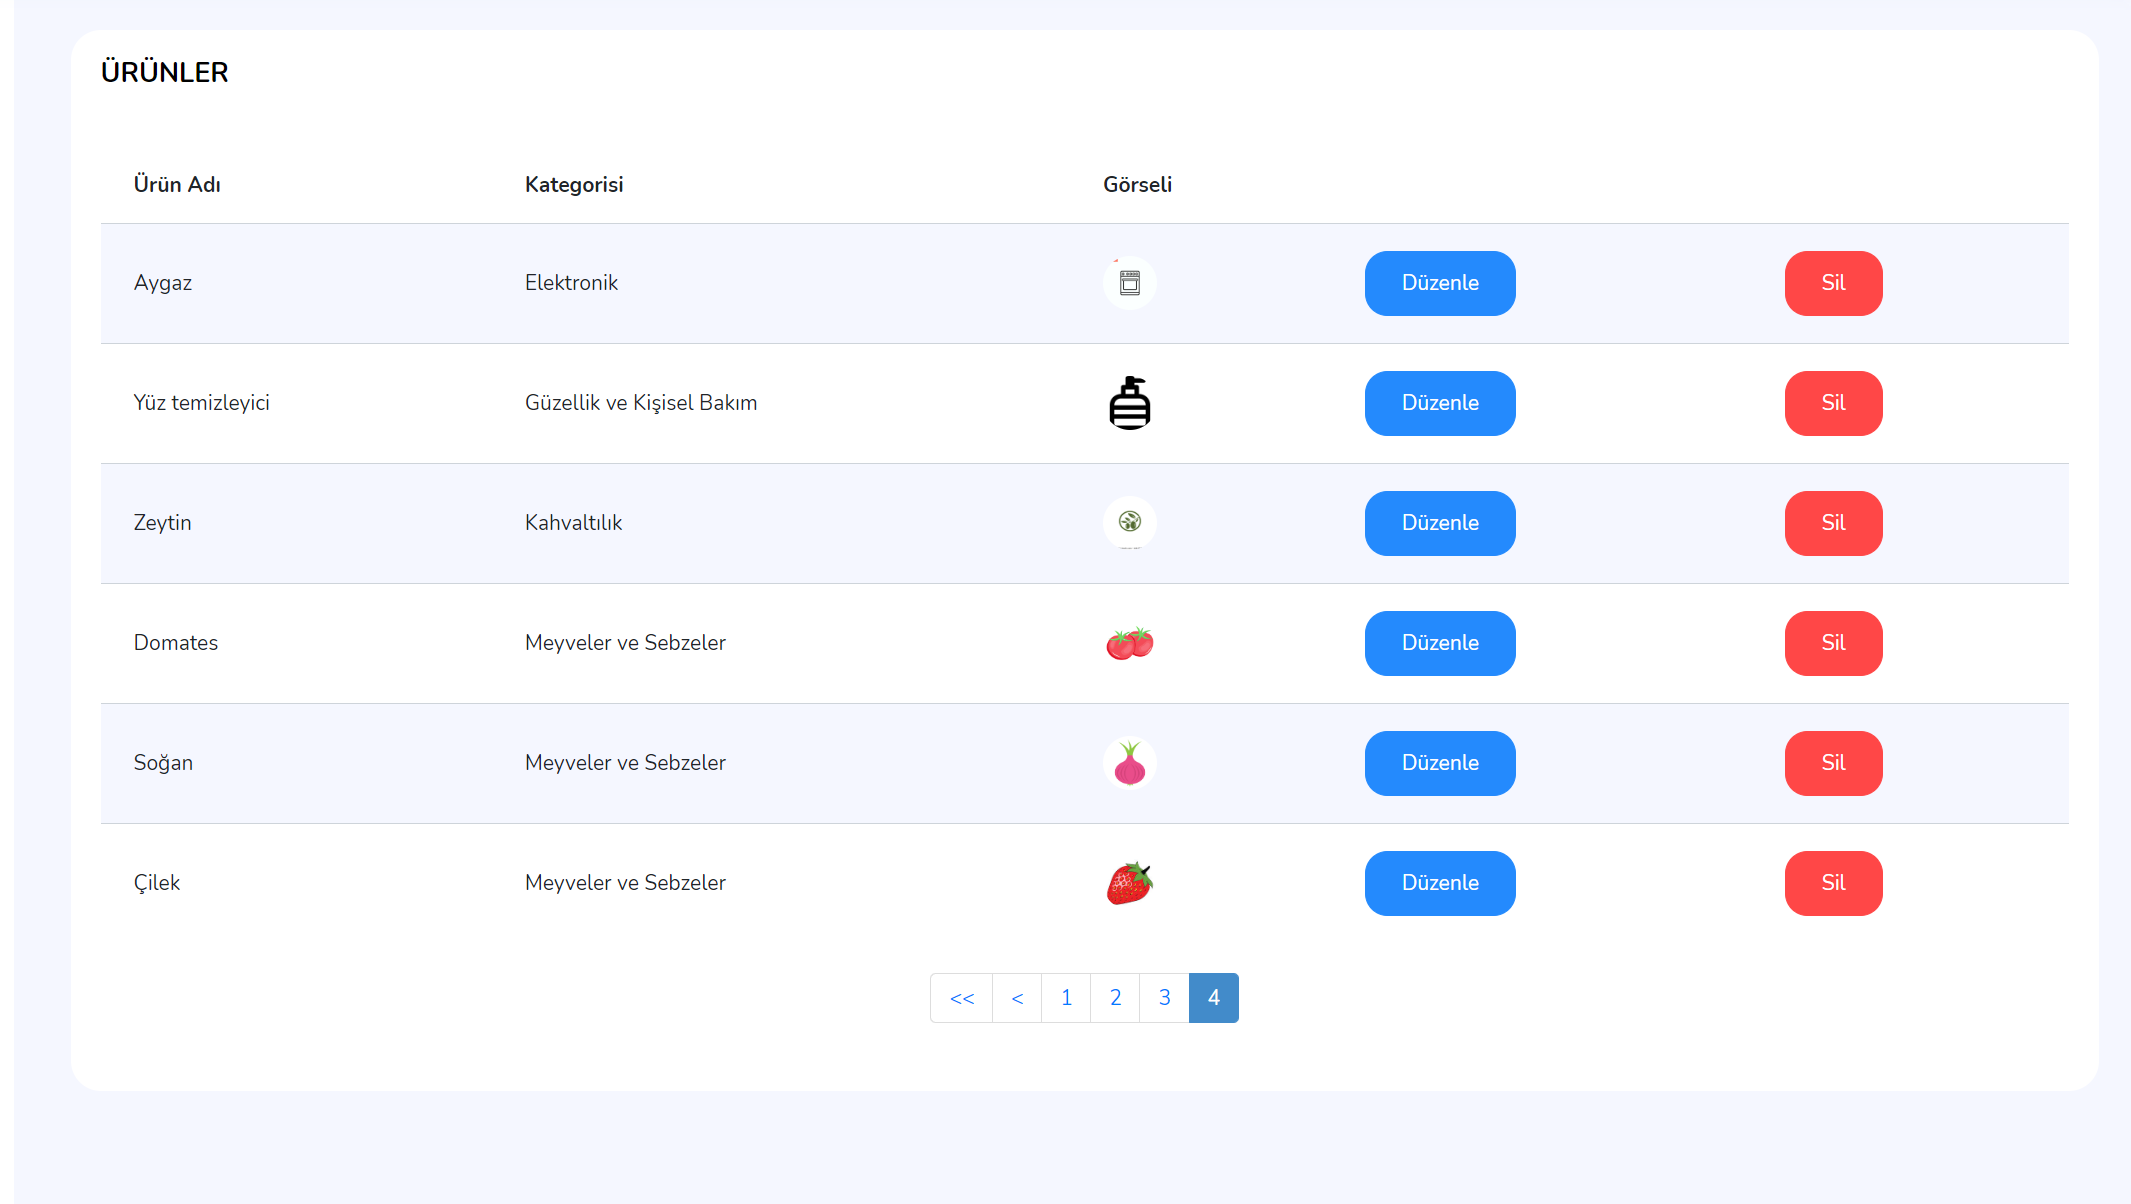 ÜRÜNLER
Ürün Adı Kategorisi Görseli
Aygaz Elektronik Düzenle Sil
Yüz temizleyici Güzellik ve Kişisel Bakım Düzenle Sil
Zeytin Kahvaltılık Düzenle Sil
Domates Meyveler ve Sebzeler Düzenle Sil
Soğan Meyveler ve Sebzeler Düzenle Sil
Çilek Meyveler ve Sebzeler Düzenle Sil
<< < 1 2 3 4